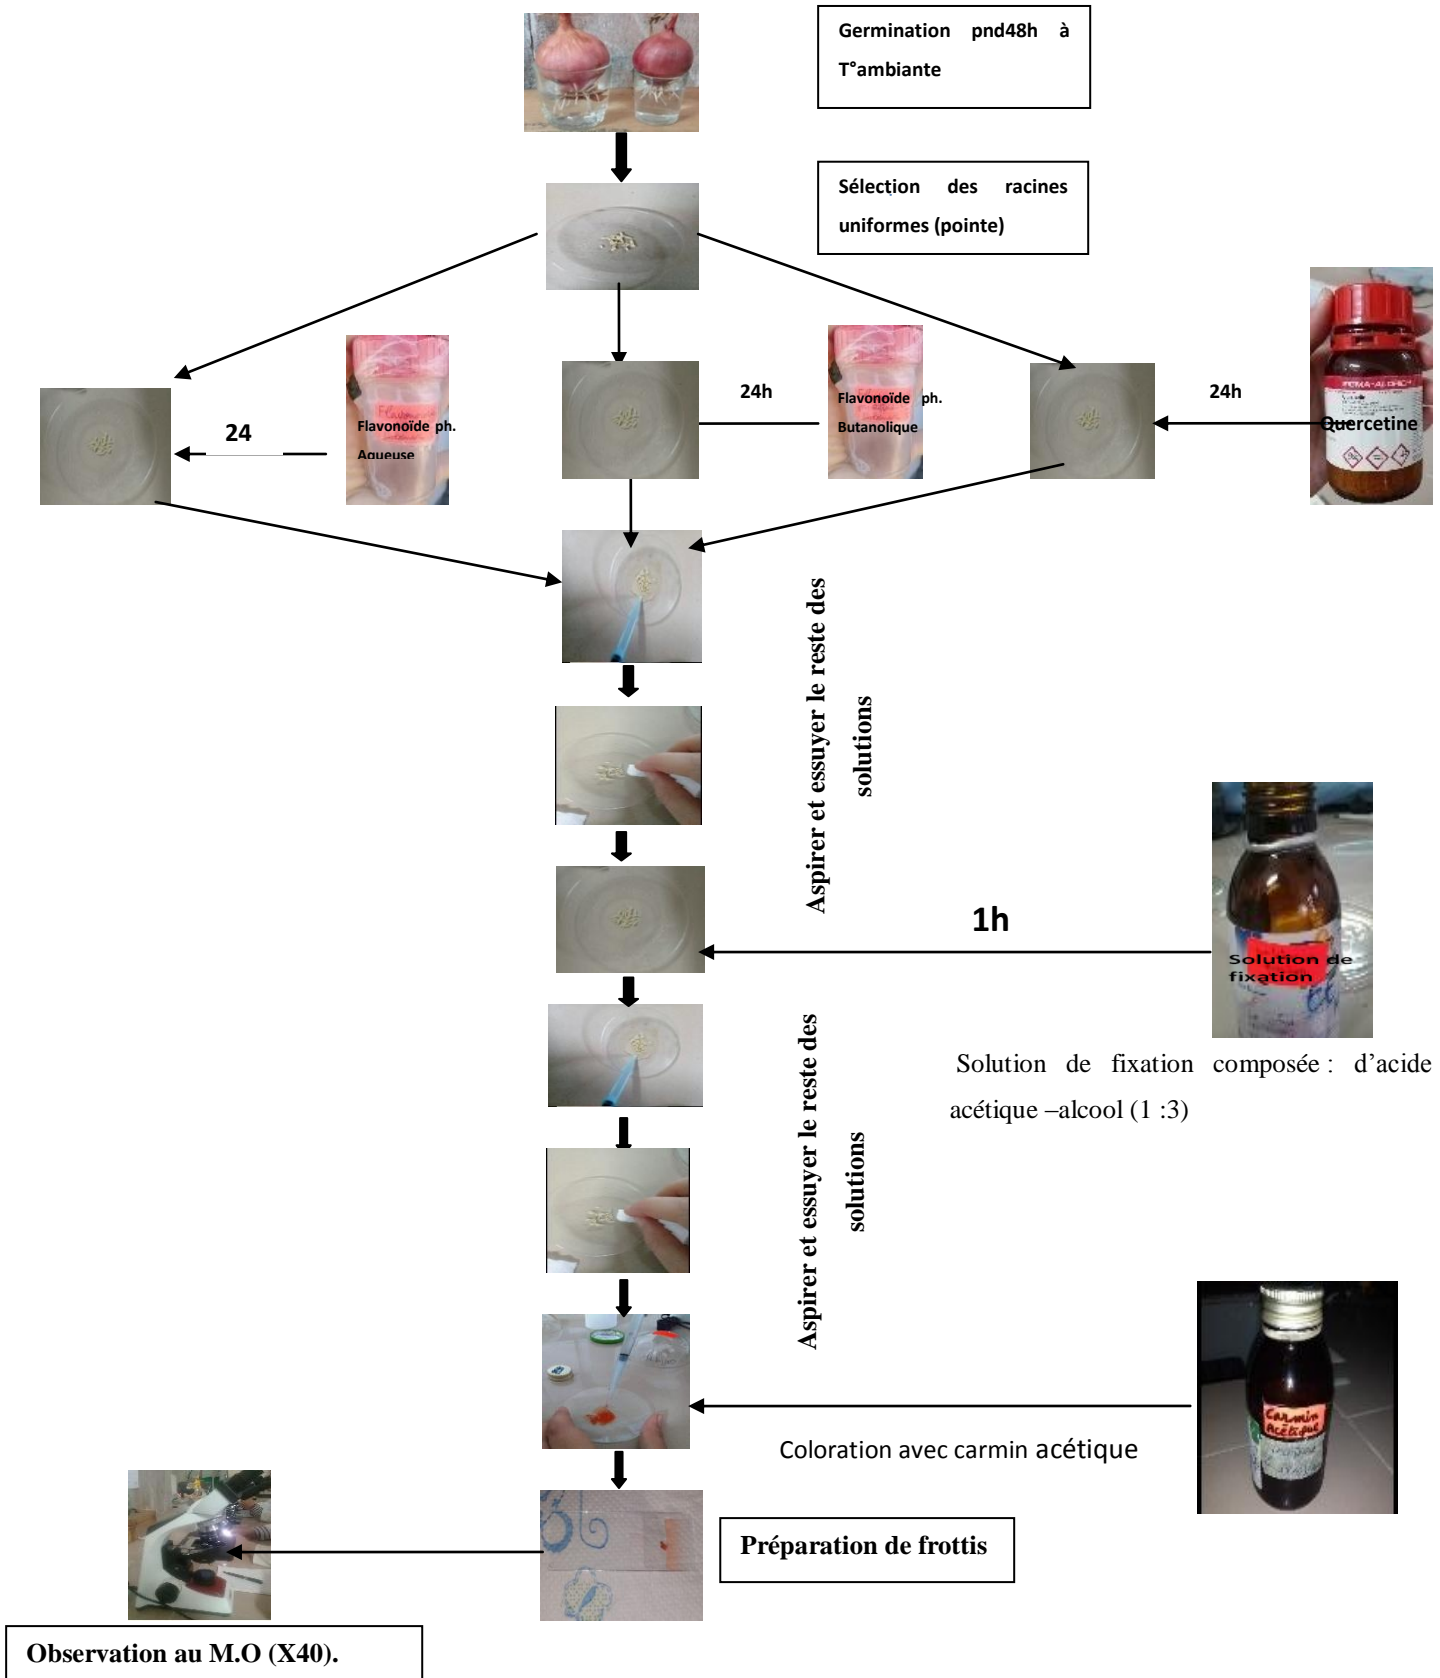 Germination pnd48h à
T°ambiante
Sélection des racines
uniformes (pointe)
24
Flavonoïde ph.
Aqueuse
24h
Flavonoïde ph.
Butanolique
24h
Quercetine
Aspirer et essuyer le reste des
solutions
1h
Solution de
fixation
Solution de fixation composée : d’acide
acétique –alcool (1 :3)
Aspirer et essuyer le reste des
solutions
Carmin
Acétique
Coloration avec carmin acétique
Préparation de frottis
Observation au M.O (X40).